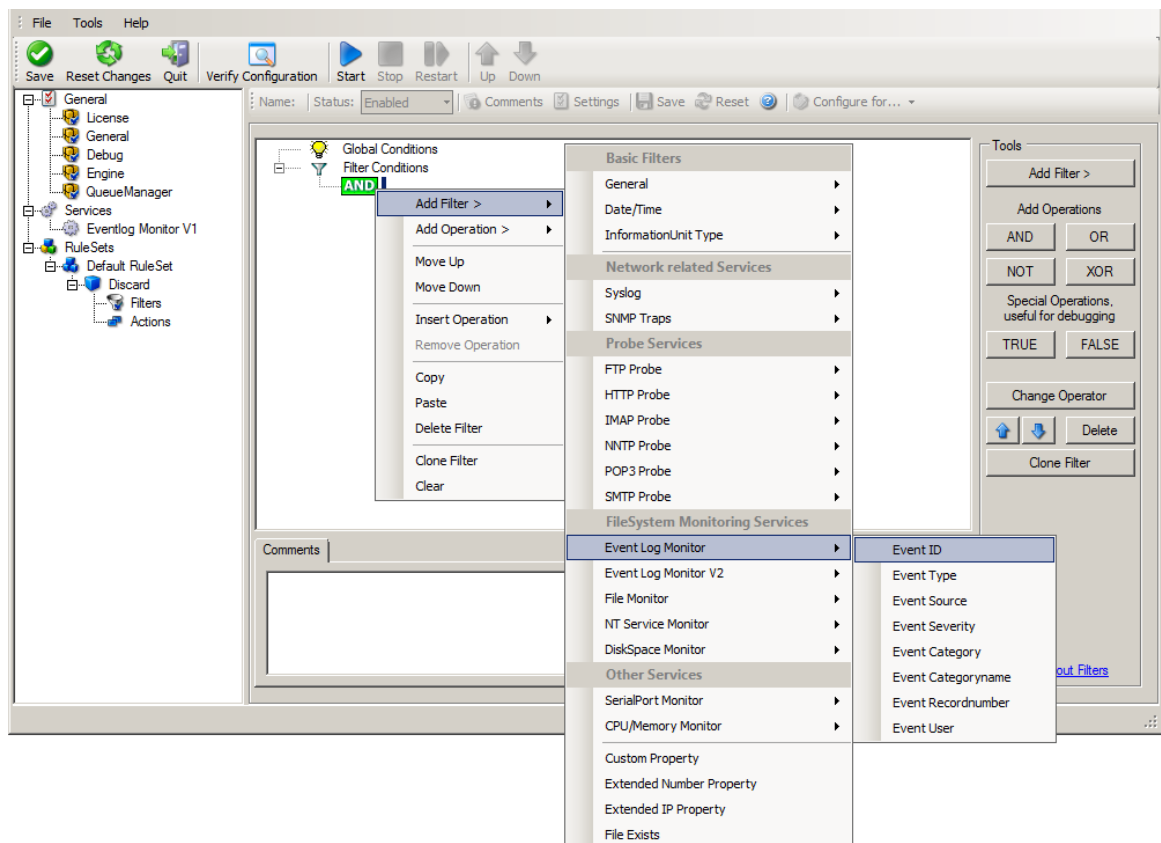 File Tools Help
Save Reset Changes Quit Verify Configuration Start Stop Restart Up Down
General
License
General
Debug
Engine
QueueManager
Services
Eventlog Monitor V1
RuleSets
Default RuleSet
Discard
Filters
Actions
Name: Status: Enabled Comments Settings Save Reset Configure for...
Global Conditions
Filter Conditions
AND
Add Filter >
Add Operation >
Move Up
Move Down
Insert Operation
Remove Operation
Copy
Paste
Delete Filter
Clone Filter
Clear
Basic Filters
General
Date/Time
InformationUnit Type
Network related Services
Syslog
SNMP Traps
Probe Services
FTP Probe
HTTP Probe
IMAP Probe
NNTP Probe
POP3 Probe
SMTP Probe
FileSystem Monitoring Services
Event Log Monitor
Event Log Monitor V2
File Monitor
NT Service Monitor
DiskSpace Monitor
Other Services
SerialPort Monitor
CPU/Memory Monitor
Custom Property
Extended Number Property
Extended IP Property
File Exists
Event ID
Event Type
Event Source
Event Severity
Event Category
Event Categoryname
Event Recordnumber
Event User
Tools
Add Filter >
Add Operations
AND OR
NOT XOR
Special Operations,
useful for debugging
TRUE FALSE
Change Operator
Delete
Clone Filter
out Filters
Comments